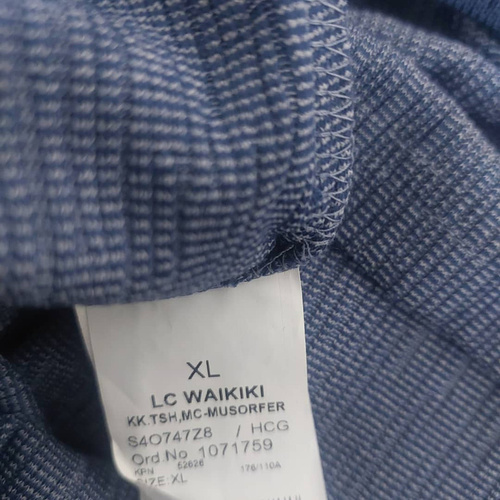 XL
LC WAIKIKI
KK.TSH,MC-MUSORFER
S4O747Z8 / HCG
Ord.No 1071759
KPN 52626 176/110A
SIZE:XL